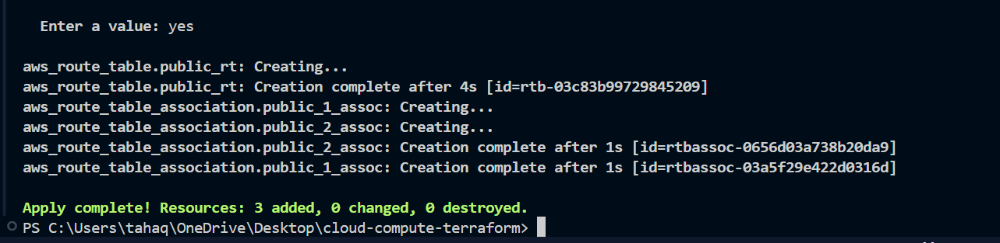 Enter a value: yes
aws_route_table.public_rt: Creating...
aws_route_table.public_rt: Creation complete after 4s [id=rtb-03c83b99729845209]
aws_route_table_association.public_1_assoc: Creating...
aws_route_table_association.public_2_assoc: Creating...
aws_route_table_association.public_2_assoc: Creation complete after 1s [id=rtbassoc-0656d03a738b20da9]
aws_route_table_association.public_1_assoc: Creation complete after 1s [id=rtbassoc-03a5f29e422d0316d]
Apply complete! Resources: 3 added, 0 changed, 0 destroyed.
PS C:\Users\tahaq\OneDrive\Desktop\cloud-compute-terraform>